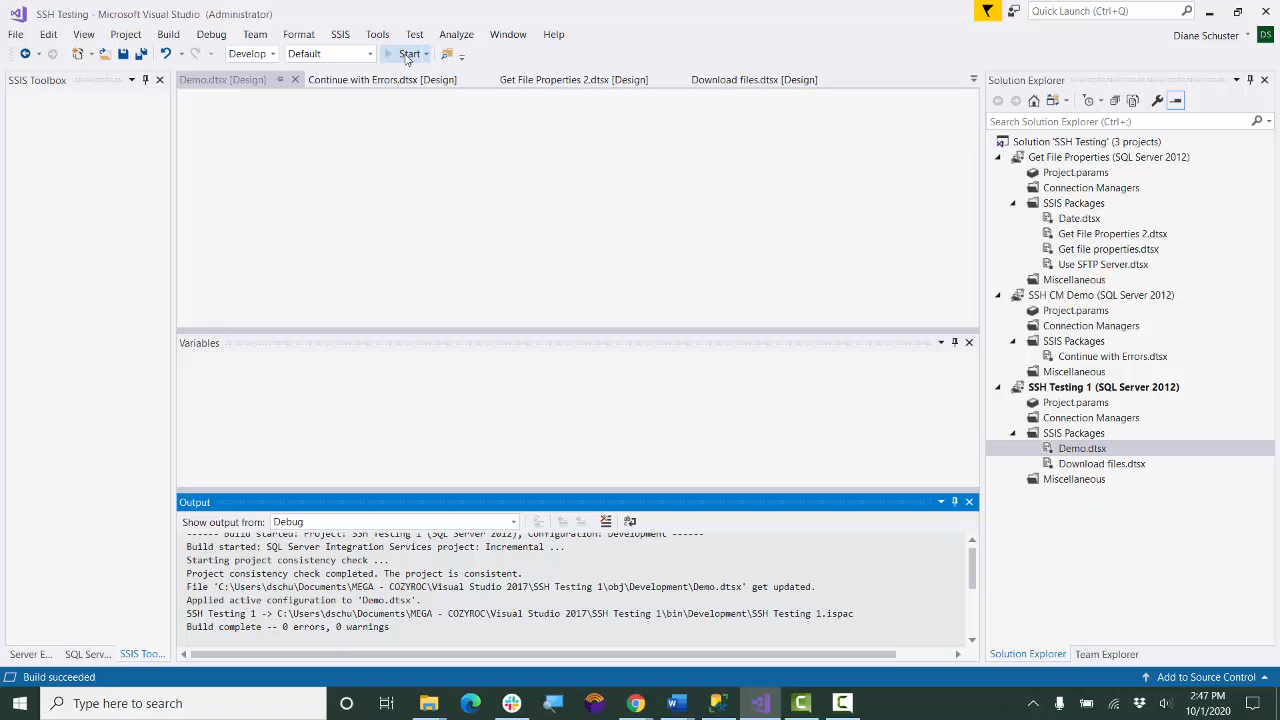 SSH Testing - Microsoft Visual Studio (Administrator)
Quick Launch (Ctrl+Q)
File Edit View Project Build Debug Team Format SSIS Tools Test Analyze Window Help
Diane Schuster DS
Develop Default Start
SSIS Toolbox
Demo.dtsx [Design] Continue with Errors.dtsx [Design] Get File Properties 2.dtsx [Design] Download files.dtsx [Design]
Solution Explorer
Search Solution Explorer (Ctrl+;)
Solution 'SSH Testing' (3 projects)
Get File Properties (SQL Server 2012)
Project.params
Connection Managers
SSIS Packages
Date.dtsx
Get File Properties 2.dtsx
Get file properties.dtsx
Use SFTP Server.dtsx
Miscellaneous
SSH CM Demo (SQL Server 2012)
Project.params
Connection Managers
SSIS Packages
Continue with Errors.dtsx
Miscellaneous
SSH Testing 1 (SQL Server 2012)
Project.params
Connection Managers
SSIS Packages
Demo.dtsx
Download files.dtsx
Miscellaneous
Variables
Output
Show output from: Debug
------ Build started: Project: SSH Testing 1 (SQL Server 2012), Configuration: Development ------
Build started: SQL Server Integration Services project: Incremental ...
Starting project consistency check ...
Project consistency check completed. The project is consistent.
File 'C:\Users\dschu\Documents\MEGA - COZYROC\Visual Studio 2017\SSH Testing 1\obj\Development\Demo.dtsx' get updated.
Applied active configuration to 'Demo.dtsx'.
SSH Testing 1 -> C:\Users\dschu\Documents\MEGA - COZYROC\Visual Studio 2017\SSH Testing 1\bin\Development\SSH Testing 1.ispac
Build complete -- 0 errors, 0 warnings
Server E... SQL Serv... SSIS Too...
Solution Explorer Team Explorer
Build succeeded
Add to Source Control
Type here to search
2:47 PM
10/1/2020